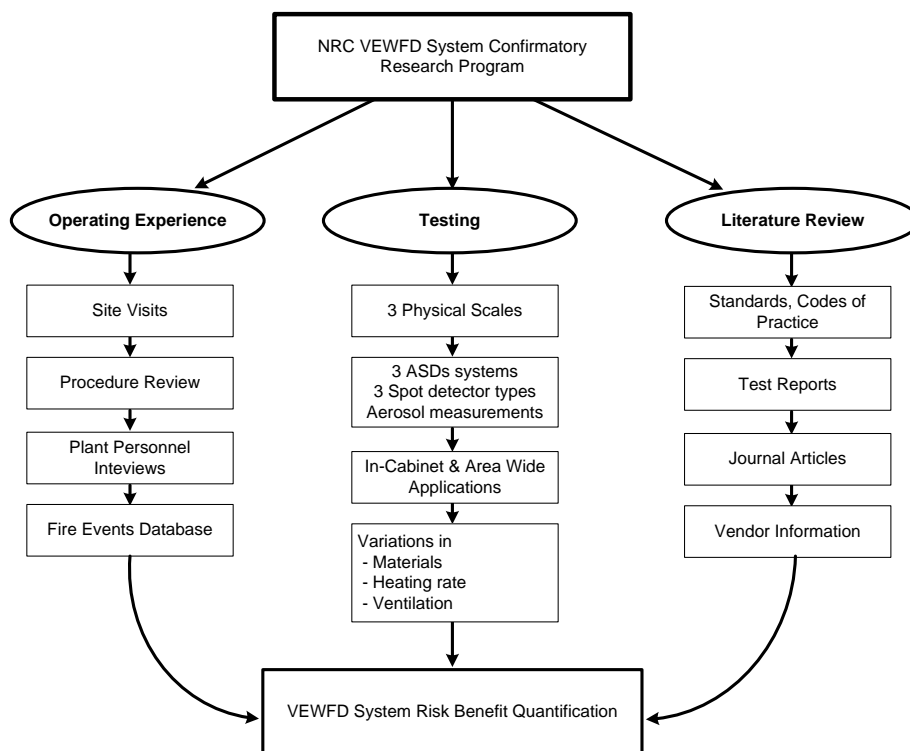 NRC VEWFD System Confirmatory
Research Program
Operating Experience
Site Visits
Procedure Review
Plant Personnel
Inteviews
Fire Events Database
Testing
3 Physical Scales
3 ASDs systems
3 Spot detector types
Aerosol measurements
In-Cabinet & Area Wide
Applications
Variations in
- Materials
- Heating rate
- Ventilation
Literature Review
Standards, Codes of
Practice
Test Reports
Journal Articles
Vendor Information
VEWFD System Risk Benefit Quantification